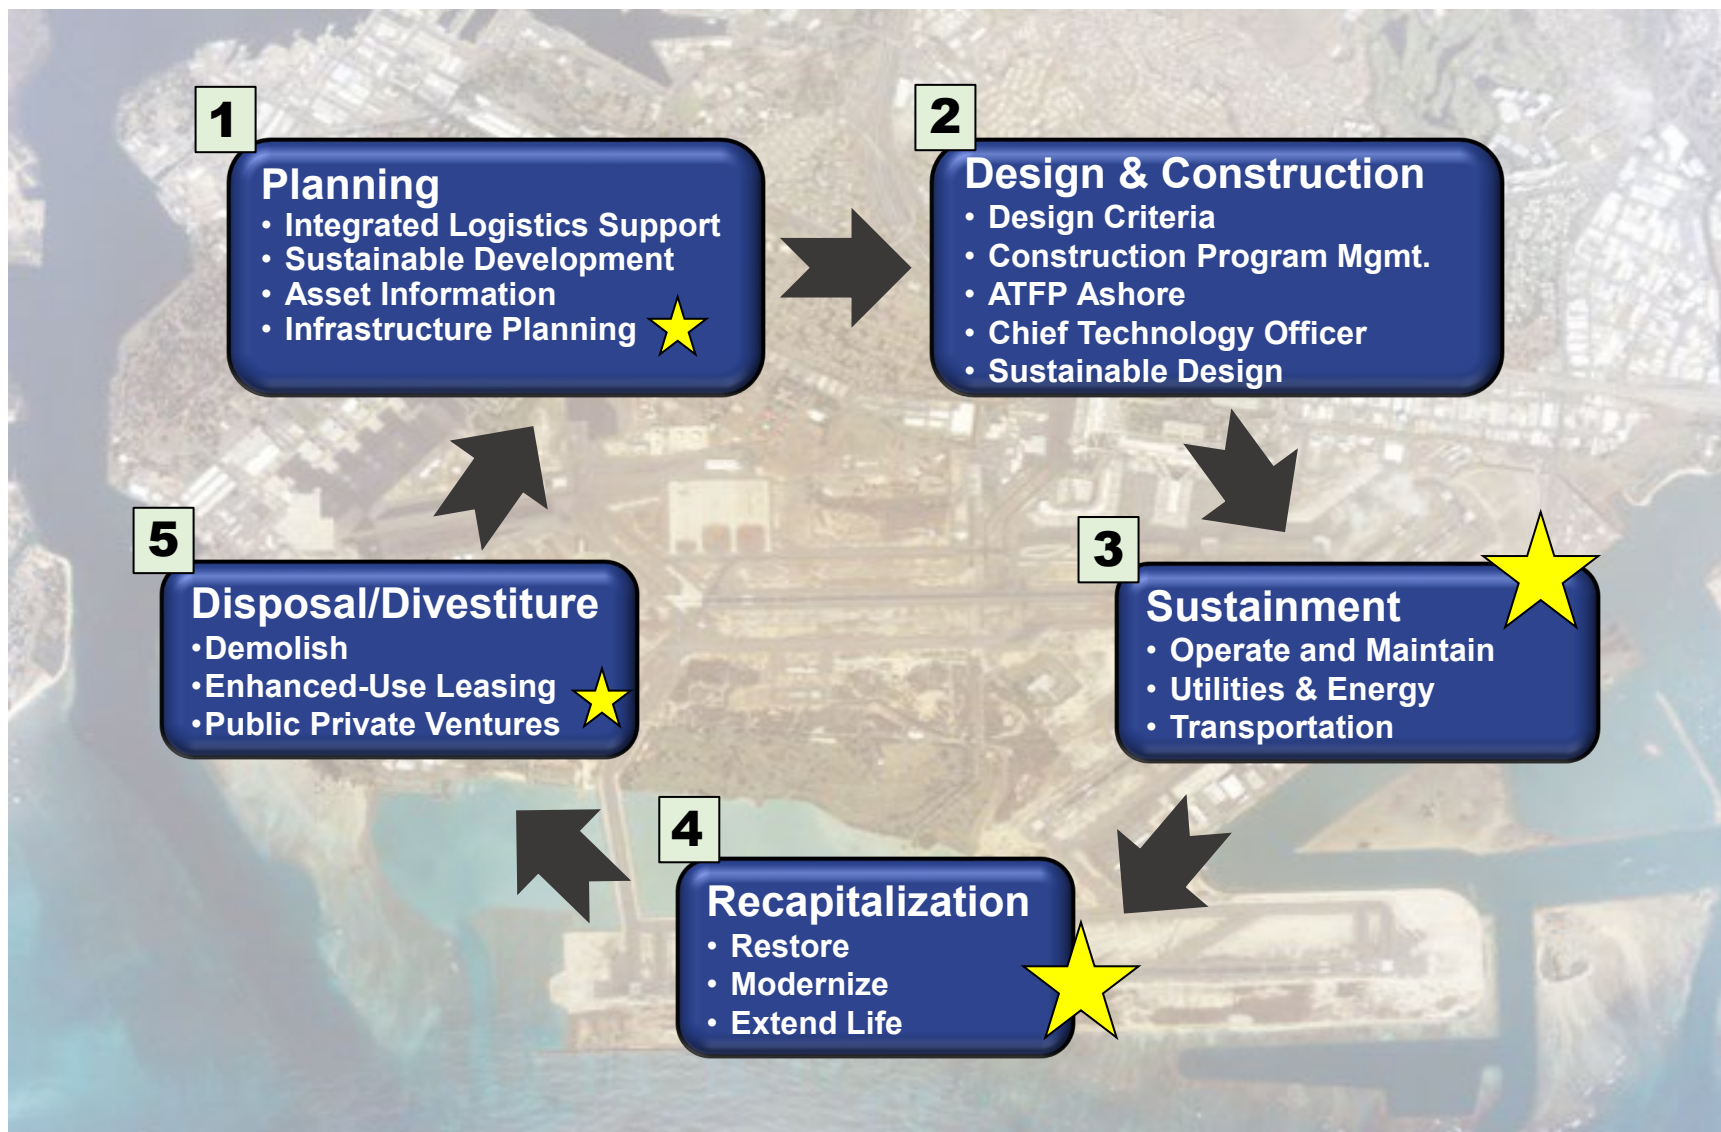 1
Planning
• Integrated Logistics Support
• Sustainable Development
• Asset Information
• Infrastructure Planning
2
Design & Construction
• Design Criteria
• Construction Program Mgmt.
• ATFP Ashore
• Chief Technology Officer
• Sustainable Design
3
Sustainment
• Operate and Maintain
• Utilities & Energy
• Transportation
4
Recapitalization
• Restore
• Modernize
• Extend Life
5
Disposal/Divestiture
•Demolish
•Enhanced-Use Leasing
•Public Private Ventures